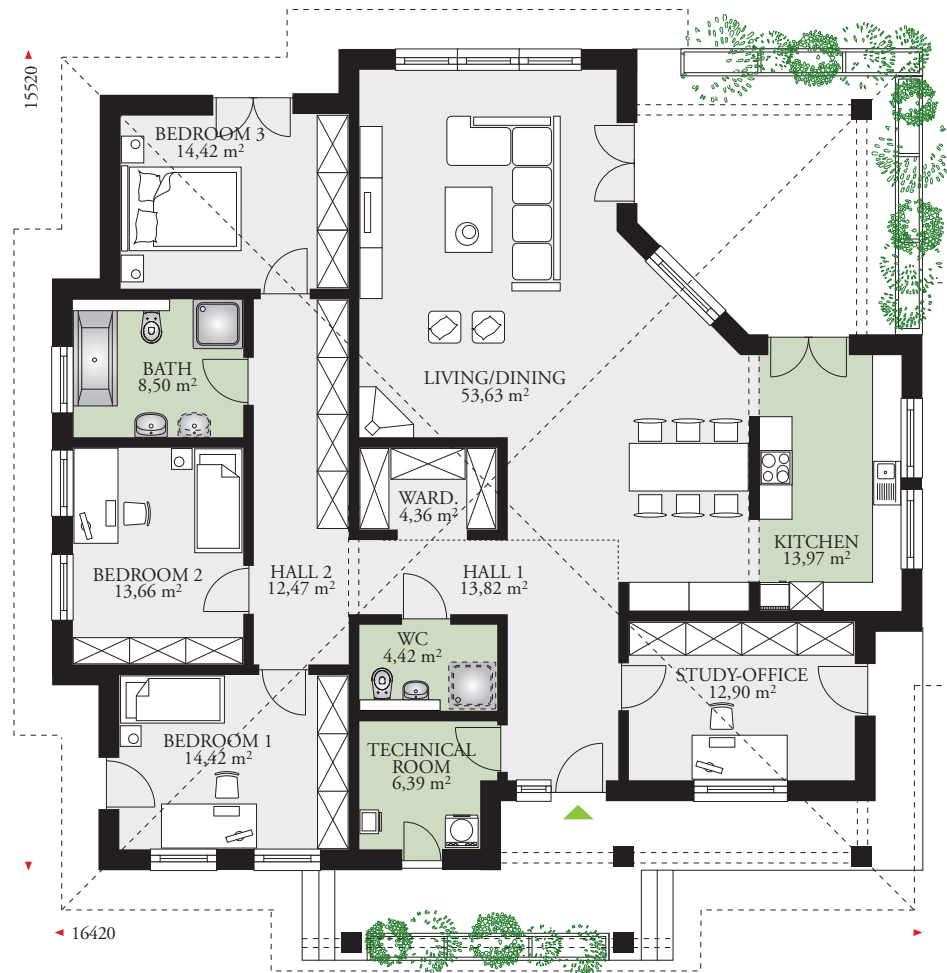 15520
BEDROOM 3
14,42 m²
BATH
8,50 m²
LIVING/DINING
53,63 m²
WARD.
4,36 m²
KITCHEN
13,97 m²
BEDROOM 2
13,66 m²
HALL 2
12,47 m²
HALL 1
13,82 m²
WC
4,42 m²
STUDY-OFFICE
12,90 m²
BEDROOM 1
14,42 m²
TECHNICAL
ROOM
6,39 m²
16420